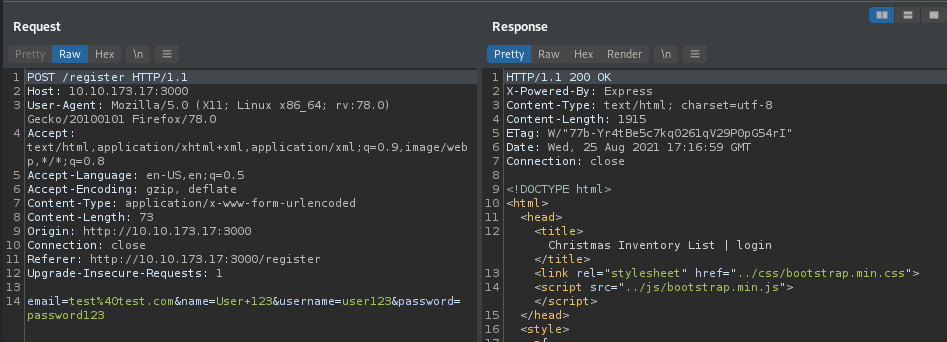 Request
Pretty Raw Hex \n
1 POST /register HTTP/1.1
2 Host: 10.10.173.17:3000
3 User-Agent: Mozilla/5.0 (X11; Linux x86_64; rv:78.0)
Gecko/20100101 Firefox/78.0
4 Accept:
text/html,application/xhtml+xml,application/xml;q=0.9,image/web
p,*/*;q=0.8
5 Accept-Language: en-US,en;q=0.5
6 Accept-Encoding: gzip, deflate
7 Content-Type: application/x-www-form-urlencoded
8 Content-Length: 73
9 Origin: http://10.10.173.17:3000
10 Connection: close
11 Referer: http://10.10.173.17:3000/register
12 Upgrade-Insecure-Requests: 1
13
14 email=test%40test.com&name=User+123&username=user123&password=
password123
Response
Pretty Raw Hex Render \n
1 HTTP/1.1 200 OK
2 X-Powered-By: Express
3 Content-Type: text/html; charset=utf-8
4 Content-Length: 1915
5 ETag: W/"77b-Yr4tBe5c7kq0261qV29P0pG54rI"
6 Date: Wed, 25 Aug 2021 17:16:59 GMT
7 Connection: close
8
9 <!DOCTYPE html>
10 <html>
11 <head>
12 <title>
Christmas Inventory List | login
</title>
13 <link rel="stylesheet" href="../css/bootstrap.min.css">
14 <script src="../js/bootstrap.min.js">
</script>
15 </head>
16 <style>